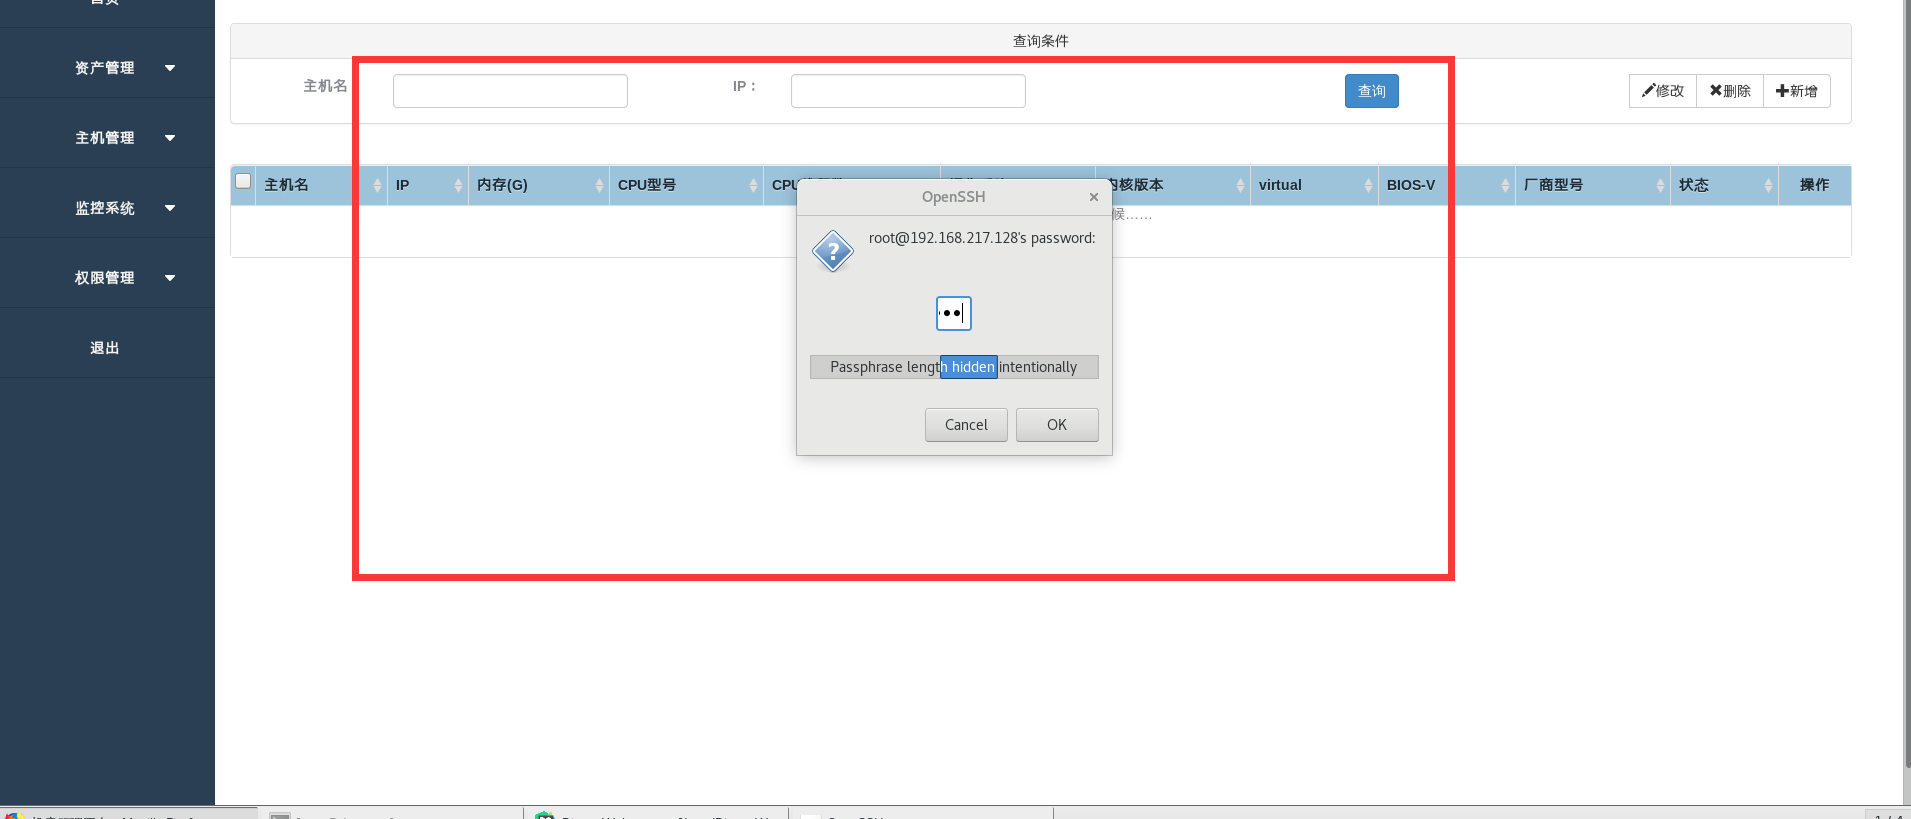 资产管理
主机管理
监控系统
权限管理
退出
查询条件
主机名
IP：
查询
修改
删除
新增
主机名
IP
内存(G)
CPU型号
CPU
内核版本
virtual
BIOS-V
厂商型号
状态
操作
候……
OpenSSH
root@192.168.217.128's password:
Passphrase length hidden intentionally
Cancel
OK